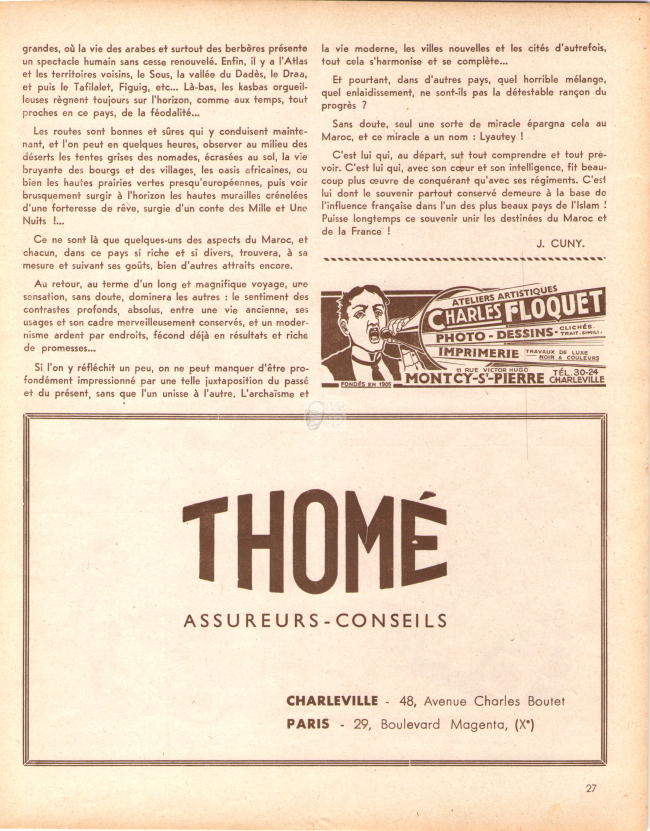 grandes, où la vie des arabes et surtout des berbères présente
un spectacle humain sans cesse renouvelé. Enfin, il y a l'Atlas
et les territoires voisins, le Sous, la vallée du Dadès, le Draa,
et puis le Tafilalet, Figuig, etc... Là-bas, les kasbas orgueil-
leuses règnent toujours sur l'horizon, comme aux temps, tout
proches en ce pays, de la féodalité...
Les routes sont bonnes et sûres qui y conduisent mainte-
nant, et l'on peut en quelques heures, observer au milieu des
déserts les tentes grises des nomades, écrasées au sol, la vie
bruyante des bourgs et des villages, les oasis africaines, ou
bien les hautes prairies vertes presqu'européennes, puis voir
brusquement surgir à l'horizon les hautes murailles crénelées
d'une forteresse de rêve, surgie d'un conte des Mille et Une
Nuits !...
Ce ne sont là que quelques-uns des aspects du Maroc, et
chacun, dans ce pays si riche et si divers, trouvera, à sa
mesure et suivant ses goûts, bien d'autres attraits encore.
Au retour, au terme d'un long et magnifique voyage, une
sensation, sans doute, dominera les autres : le sentiment des
contrastes profonds, absolus, entre une vie ancienne, ses
usages et son cadre merveilleusement conservés, et un moder-
nisme ardent par endroits, fécond déjà en résultats et riche
de promesses...
Si l'on y réfléchit un peu, on ne peut manquer d'être pro-
fondément impressionné par une telle juxtaposition du passé
et du présent, sans que l'un unisse à l'autre. L'archaïsme et
la vie moderne, les villes nouvelles et les cités d'autrefois,
tout cela s'harmonise et se complète...
Et pourtant, dans d'autres pays, quel horrible mélange,
quel enlaidissement, ne sont-ils pas la détestable rançon du
progrès ?
Sans doute, seul une sorte de miracle épargna cela au
Maroc, et ce miracle a un nom : Lyautey !
C'est lui qui, au départ, sut tout comprendre et tout pré-
voir. C'est lui qui, avec son cœur et son intelligence, fit beau-
coup plus œuvre de conquérant qu'avec ses régiments. C'est
lui dont le souvenir partout conservé demeure à la base de
l'influence française dans l'un des plus beaux pays de l'Islam !
Puisse longtemps ce souvenir unir les destinées du Maroc et
de la France !
J. CUNY.
ATELIERS ARTISTIQUES
CHARLES FLOQUET
PHOTO - DESSINS - CLICHÉS.
TRAIT. SIMILI.
IMPRIMERIE TRAVAUX DE LUXE
NOIR & COULEURS
11 RUE VICTOR HUGO
MONTCY-St-PIERRE TÉL. 30-24
CHARLEVILLE
FONDÉS EN 1905
THOMÉ
ASSUREURS-CONSEILS
CHARLEVILLE - 48, Avenue Charles Boutet
PARIS - 29, Boulevard Magenta, (Xe)
27